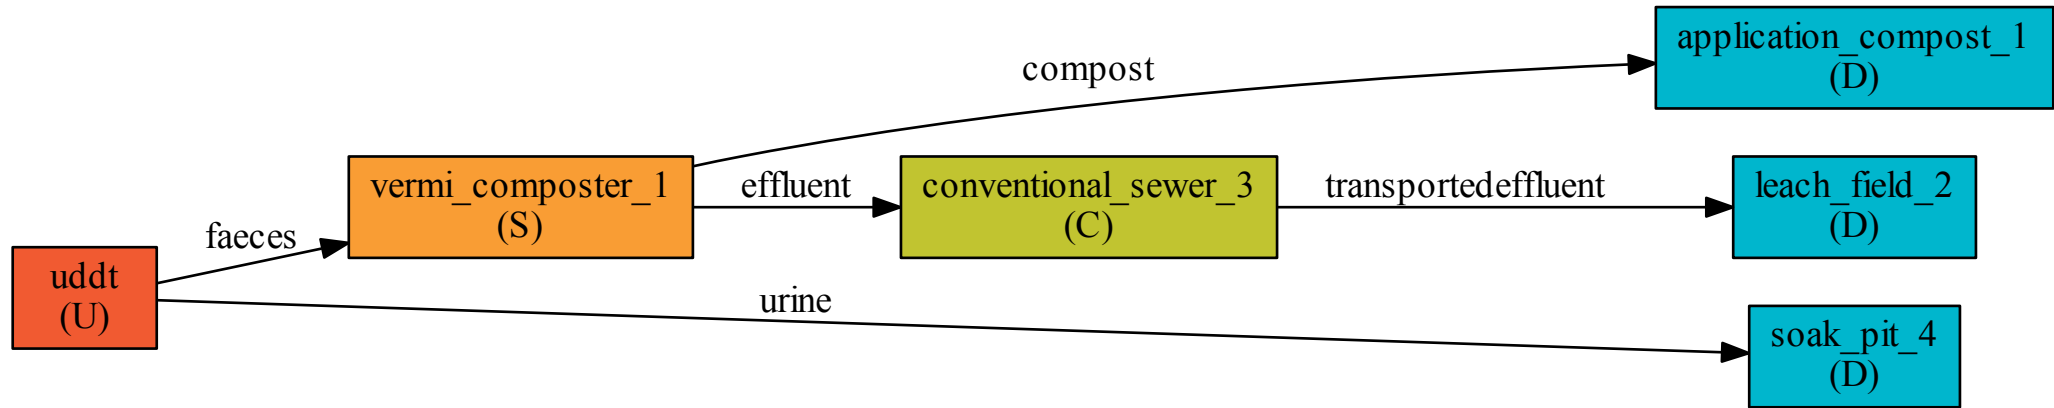 application_compost_1
(D)
compost
vermi_composter_1
(S)
effluent
conventional_sewer_3
(C)
transportedeffluent
leach_field_2
(D)
faeces
uddt
(U)
urine
soak_pit_4
(D)